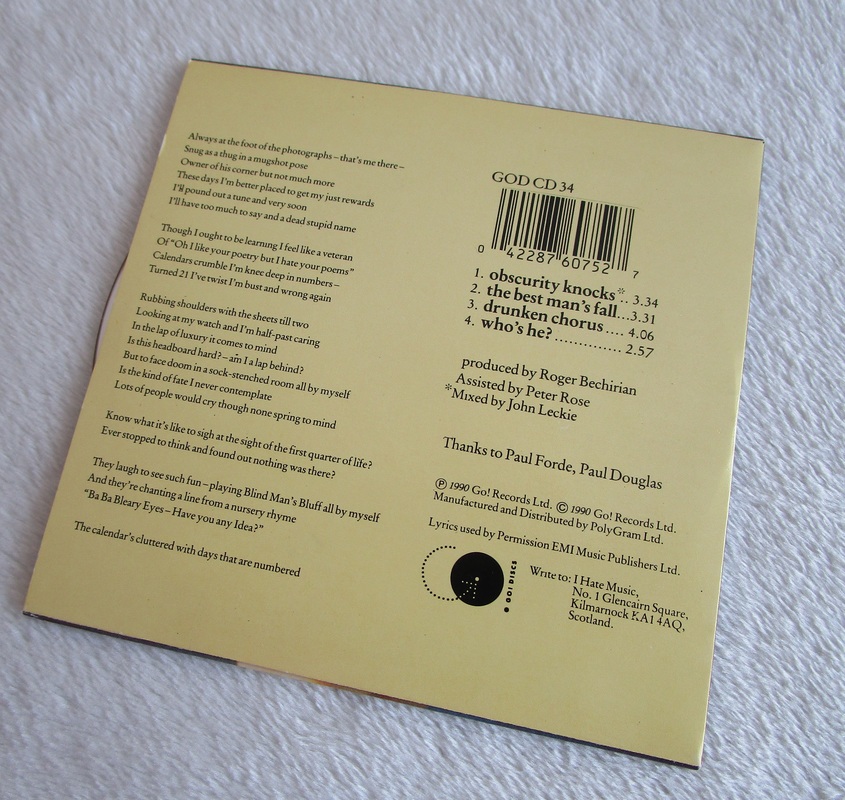 Always at the foot of the photographs – that's me there –
Snug as a thug in a mugshot pose
Owner of his corner but not much more
These days I'm better placed to get my just rewards
I'll pound out a tune and very soon
I'll have too much to say and a dead stupid name
Though I ought to be learning I feel like a veteran
Of "Oh I like your poetry but I hate your poems"
Calendars crumble I'm knee deep in numbers –
Turned 21 I've twist I'm bust and wrong again
Rubbing shoulders with the sheets till two
Looking at my watch and I'm half-past caring
In the lap of luxury it comes to mind
Is this headboard hard? – am I a lap behind?
But to face doom in a sock-stenched room all by myself
Is the kind of fate I never contemplate
Lots of people would cry though none spring to mind
Know what it's like to sigh at the sight of the first quarter of life?
Ever stopped to think and found out nothing was there?
They laugh to see such fun – playing Blind Man's Bluff all by myself
And they're chanting a line from a nursery rhyme
"Ba Ba Bleary Eyes – Have you any Idea?"
The calendar's cluttered with days that are numbered
GOD CD 34
0 42287 60752 7
1. obscurity knocks* .. 3.34
2. the best man's fall...3.31
3. drunken chorus .... 4.06
4. who's he?.............. 2.57
produced by Roger Bechirian
Assisted by Peter Rose
*Mixed by John Leckie
Thanks to Paul Forde, Paul Douglas
℗ 1990 Go! Records Ltd. © 1990 Go! Records Ltd.
Manufactured and Distributed by PolyGram Ltd.
Lyrics used by Permission EMI Music Publishers Ltd.
GO! DISCS
Write to: I Hate Music,
No. 1 Glencairn Square,
Kilmarnock KA1 4AQ,
Scotland.